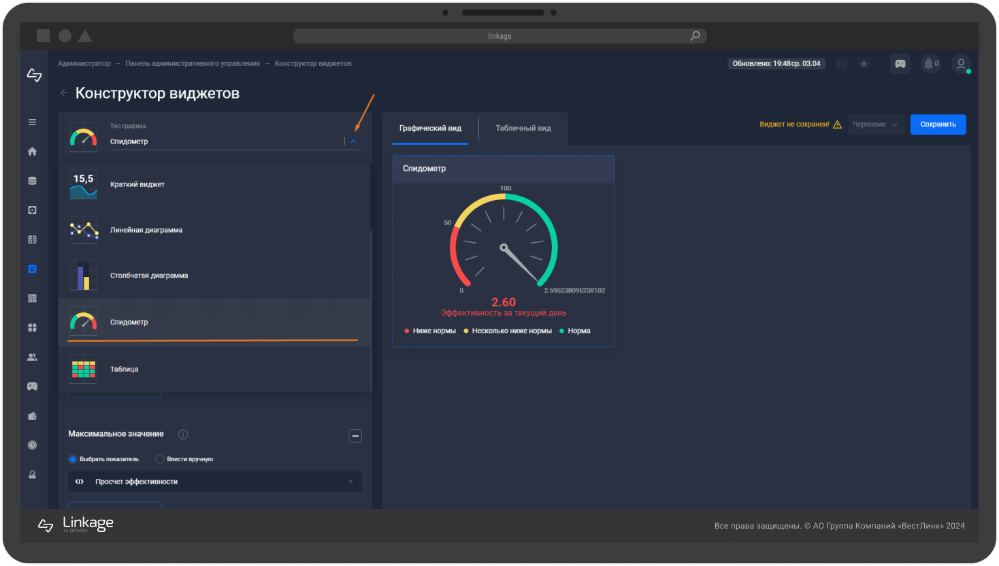 linkage
Администратор – Панель административного управления – Конструктор виджетов
Обновлено: 19:48 ср. 03.04
0
Конструктор виджетов
Тип графика
Спидометр
15,5
Краткий виджет
Линейная диаграмма
Столбчатая диаграмма
Спидометр
Таблица
Максимальное значение
Выбрать показатель
Ввести вручную
Просчет эффективности
Графический вид
Табличный вид
Виджет не сохранен!
Черновик
Сохранить
Спидометр
100
50
0
2.595238095238102
2.60
Эффективность за текущий день
Ниже нормы
Несколько ниже нормы
Норма
Linkage
AI DRIVEN
Все права защищены. © АО Группа Компаний «ВестЛинк» 2024